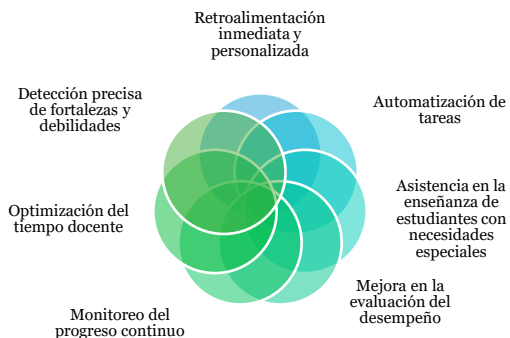 Retroalimentación
inmediata y
personalizada
Automatización de
tareas
Asistencia en la
enseñanza de
estudiantes con
necesidades
especiales
Mejora en la
evaluación del
desempeño
Monitoreo del
progreso continuo
Optimización del
tiempo docente
Detección precisa
de fortalezas y
debilidades